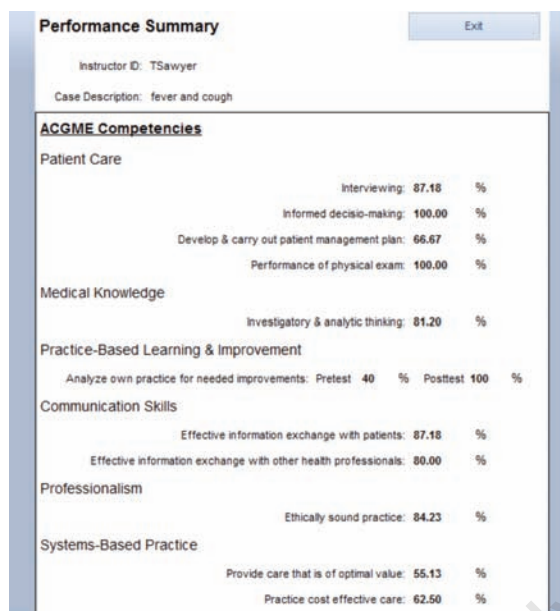 Performance Summary
Exit
Instructor ID: TSawyer
Case Description: fever and cough
ACGME Competencies
Patient Care
Interviewing: 87.18 %
Informed decisio-making: 100.00 %
Develop & carry out patient management plan: 66.67 %
Performance of physical exam: 100.00 %
Medical Knowledge
Investigatory & analytic thinking: 81.20 %
Practice-Based Learning & Improvement
Analyze own practice for needed improvements: Pretest 40 % Posttest 100 %
Communication Skills
Effective information exchange with patients: 87.18 %
Effective information exchange with other health professionals: 80.00 %
Professionalism
Ethically sound practice: 84.23 %
Systems-Based Practice
Provide care that is of optimal value: 55.13 %
Practice cost effective care: 62.50 %